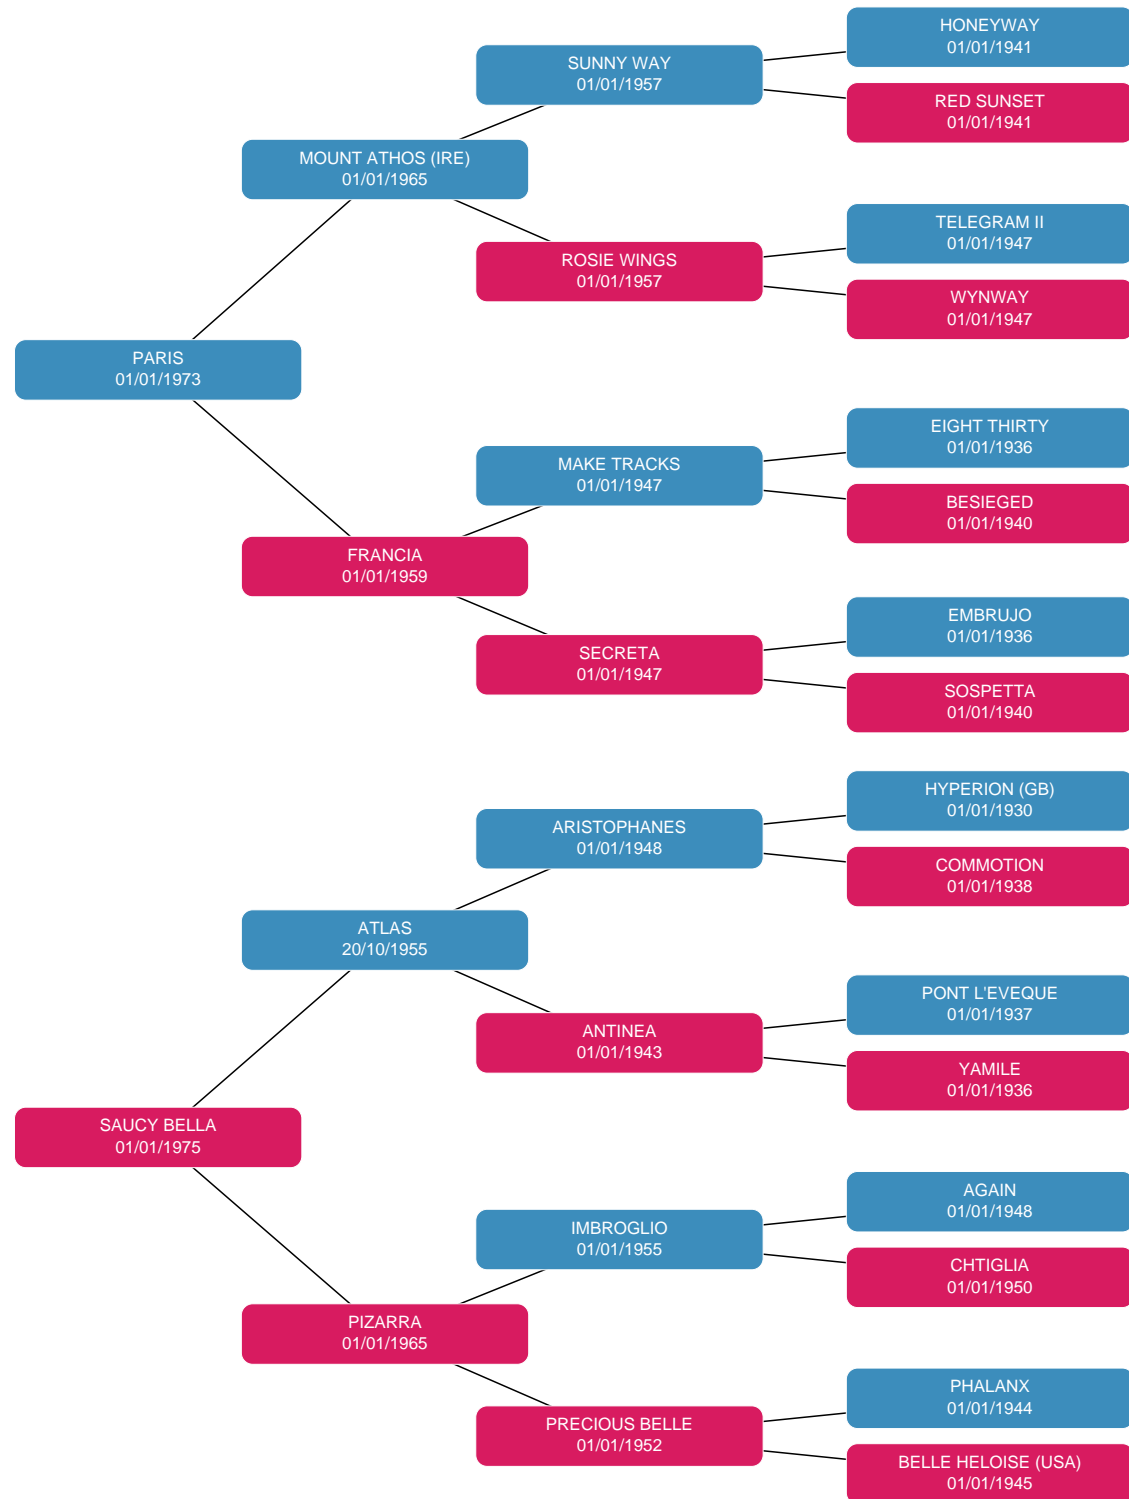 HONEYWAY
01/01/1941
SUNNY WAY
01/01/1957
RED SUNSET
01/01/1941
MOUNT ATHOS (IRE)
01/01/1965
TELEGRAM II
01/01/1947
ROSIE WINGS
01/01/1957
WYNWAY
01/01/1947
PARIS
01/01/1973
EIGHT THIRTY
01/01/1936
MAKE TRACKS
01/01/1947
BESIEGED
01/01/1940
FRANCIA
01/01/1959
EMBRUJO
01/01/1936
SECRETA
01/01/1947
SOSPETTA
01/01/1940
HYPERION (GB)
01/01/1930
ARISTOPHANES
01/01/1948
COMMOTION
01/01/1938
ATLAS
20/10/1955
PONT L'EVEQUE
01/01/1937
ANTINEA
01/01/1943
YAMILE
01/01/1936
SAUCY BELLA
01/01/1975
AGAIN
01/01/1948
IMBROGLIO
01/01/1955
CHTIGLIA
01/01/1950
PIZARRA
01/01/1965
PHALANX
01/01/1944
PRECIOUS BELLE
01/01/1952
BELLE HELOISE (USA)
01/01/1945